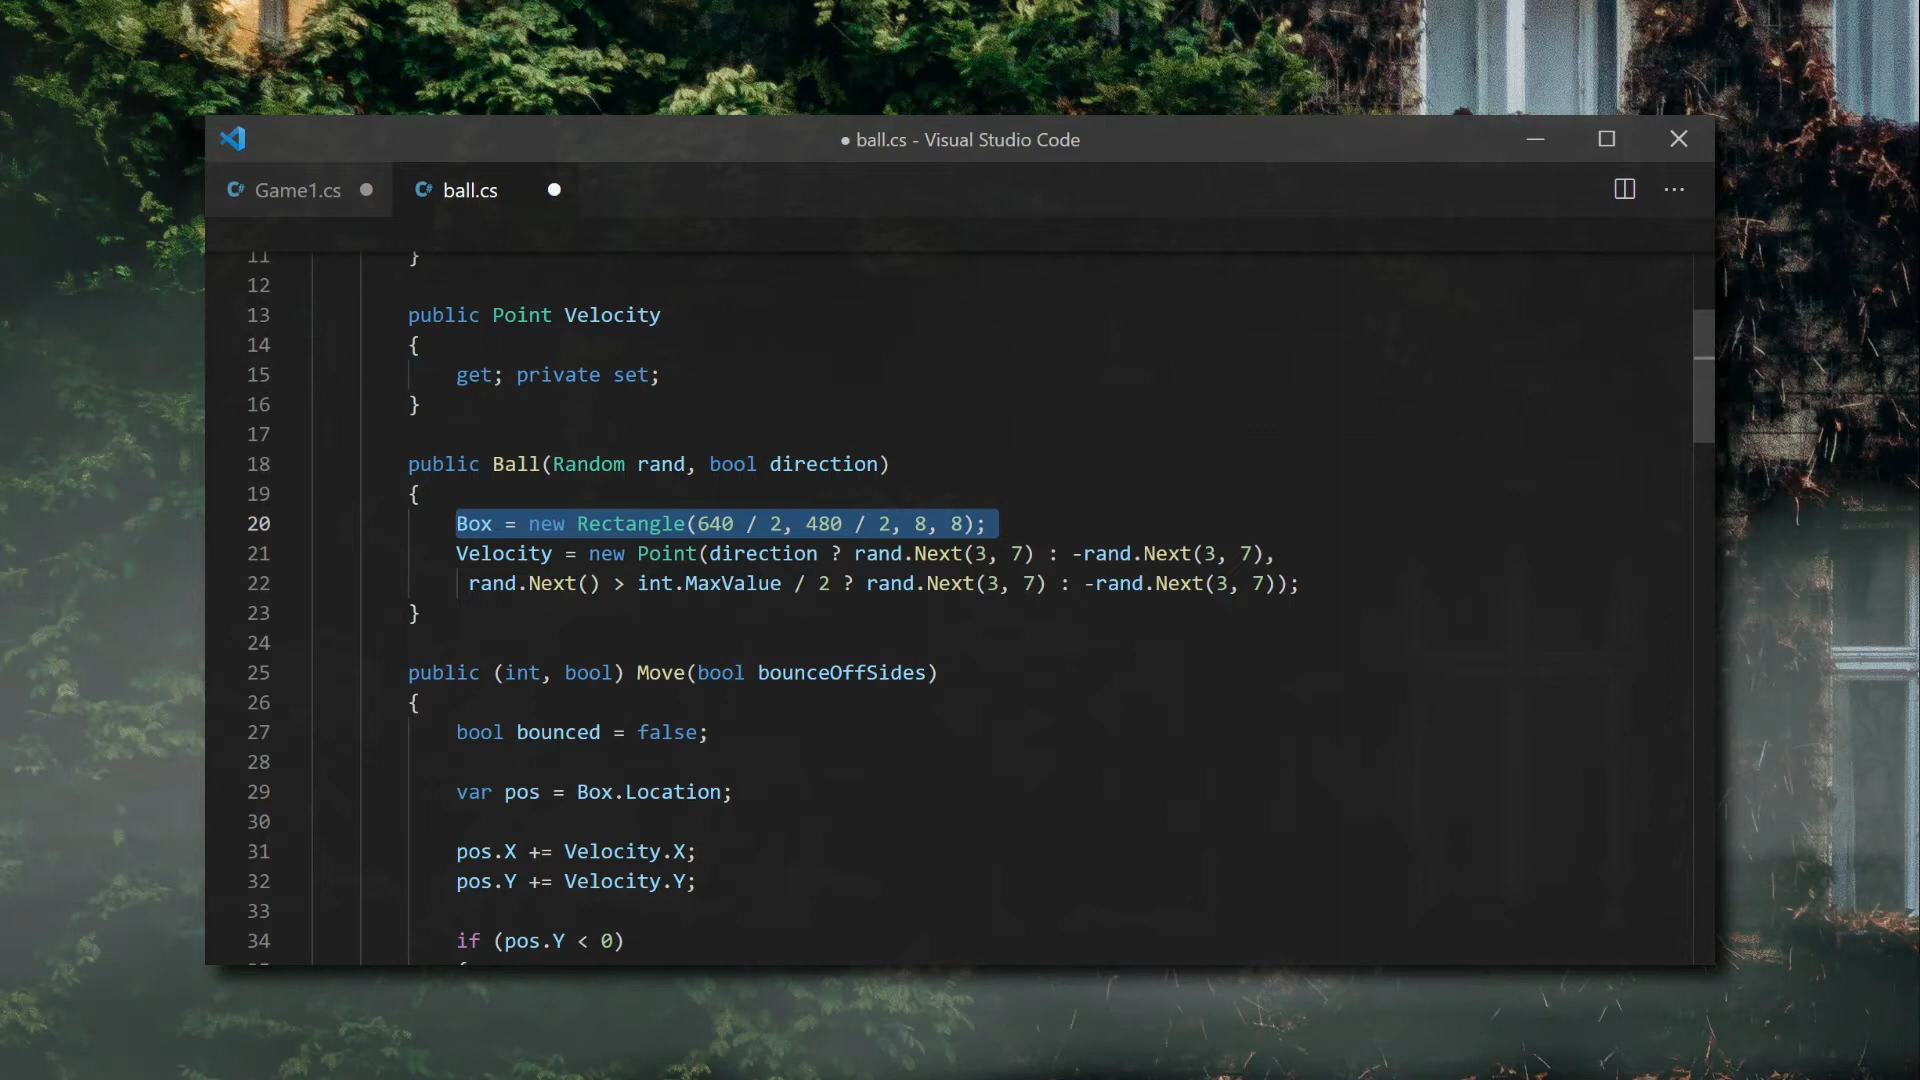 ● ball.cs - Visual Studio Code
C# Game1.cs ● C# ball.cs ●
11 }
12
13 public Point Velocity
14 {
15 get; private set;
16 }
17
18 public Ball(Random rand, bool direction)
19 {
20 Box = new Rectangle(640 / 2, 480 / 2, 8, 8);
21 Velocity = new Point(direction ? rand.Next(3, 7) : -rand.Next(3, 7),
22 rand.Next() > int.MaxValue / 2 ? rand.Next(3, 7) : -rand.Next(3, 7));
23 }
24
25 public (int, bool) Move(bool bounceOffSides)
26 {
27 bool bounced = false;
28
29 var pos = Box.Location;
30
31 pos.X += Velocity.X;
32 pos.Y += Velocity.Y;
33
34 if (pos.Y < 0)